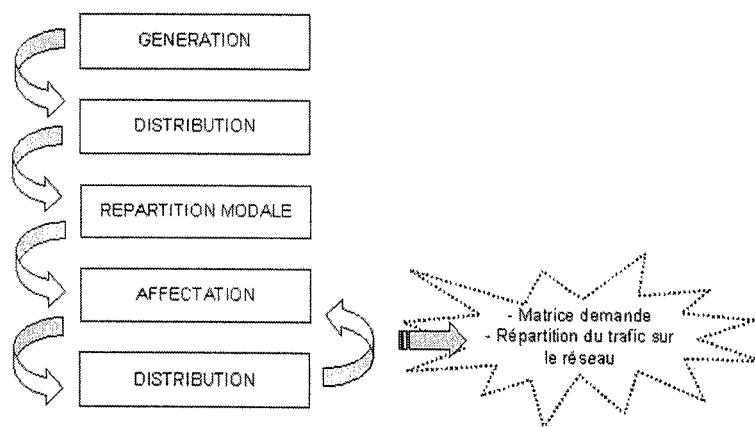 GENERATION
DISTRIBUTION
REPARTITION MODALE
AFFECTATION
DISTRIBUTION
- Matrice demande
- Répartition du trafic sur
le réseau